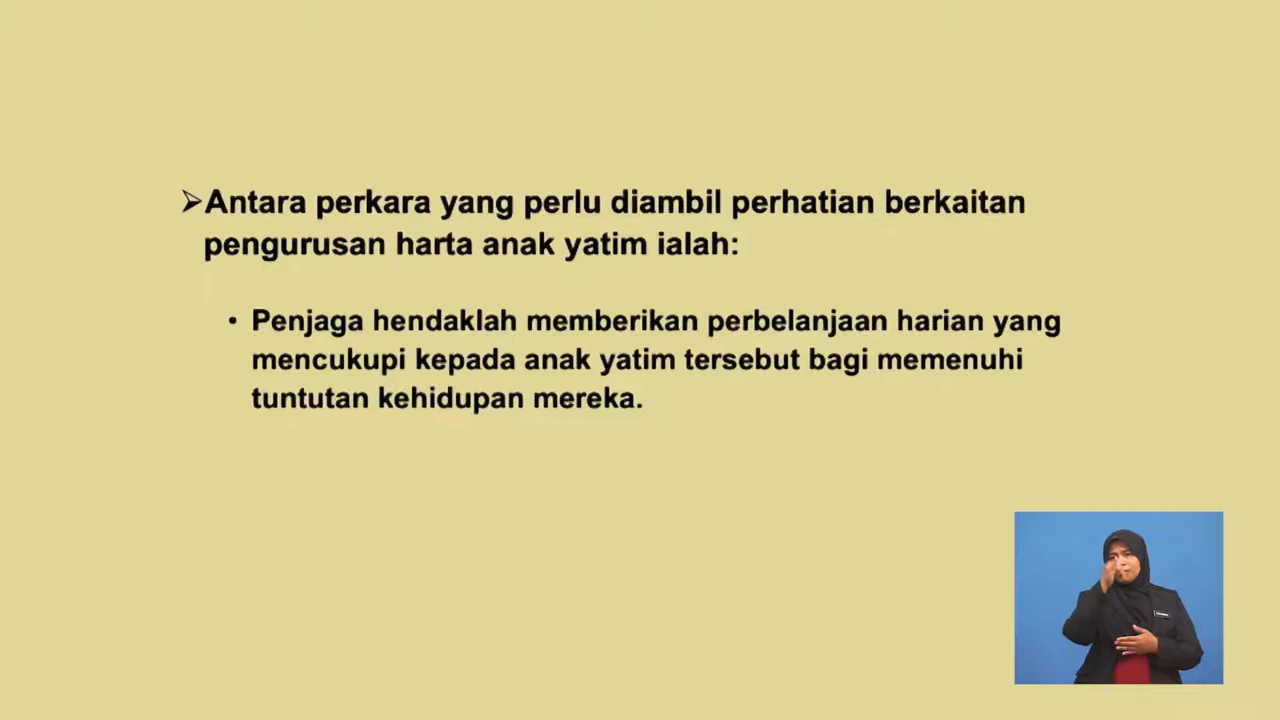 ➢Antara perkara yang perlu diambil perhatian berkaitan
pengurusan harta anak yatim ialah:
• Penjaga hendaklah memberikan perbelanjaan harian yang
mencukupi kepada anak yatim tersebut bagi memenuhi
tuntutan kehidupan mereka.